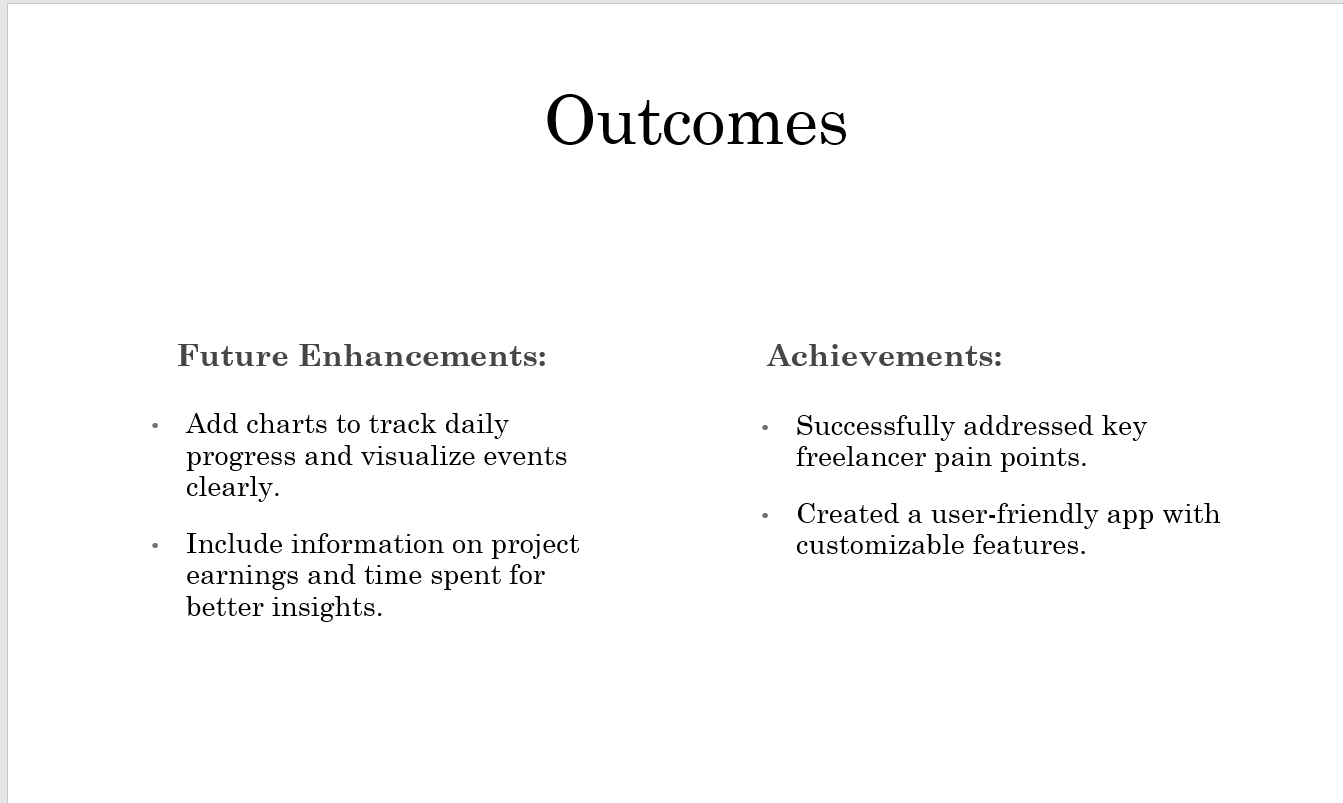 Outcomes
Future Enhancements:
Add charts to track daily
progress and visualize events
clearly.
Include information on project
earnings and time spent for
better insights.
Achievements:
Successfully addressed key
freelancer pain points.
Created a user-friendly app with
customizable features.